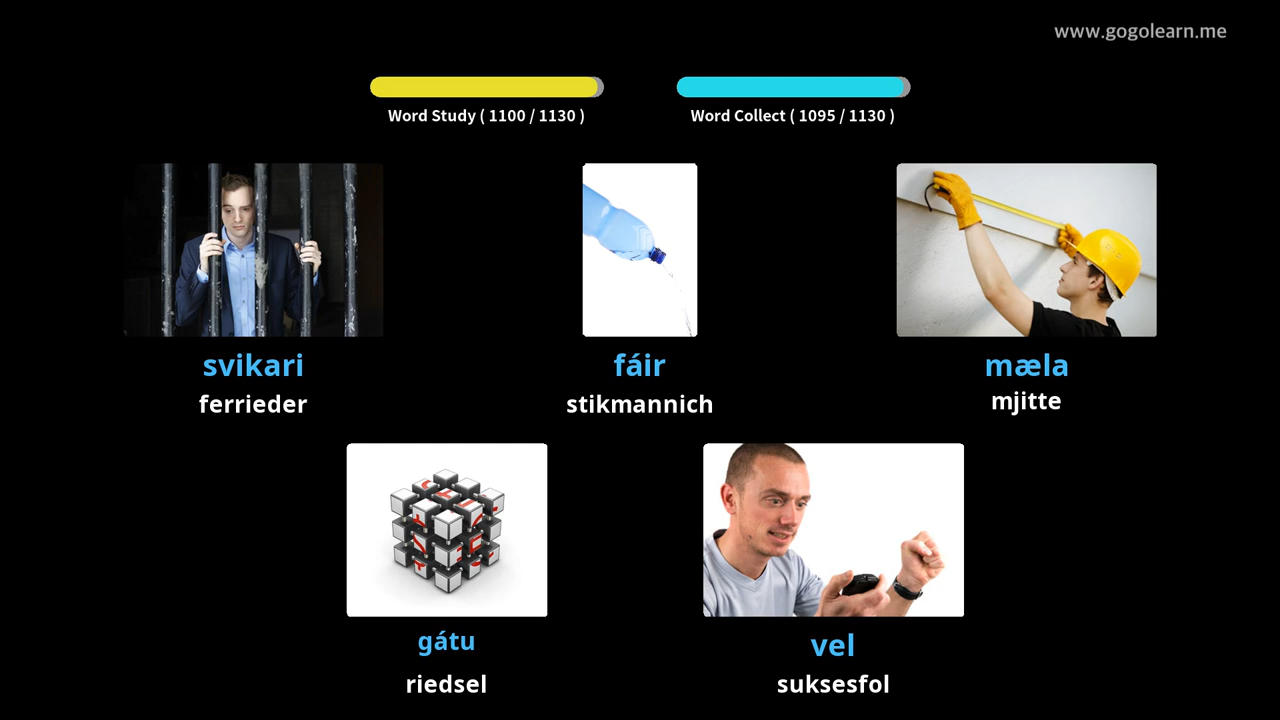 www.gogolearn.me
Word Study ( 1100 / 1130 )
Word Collect ( 1095 / 1130 )
svikari
ferrieder
fáir
stikmannich
mæla
mjitte
gátu
riedsel
vel
suksesfol